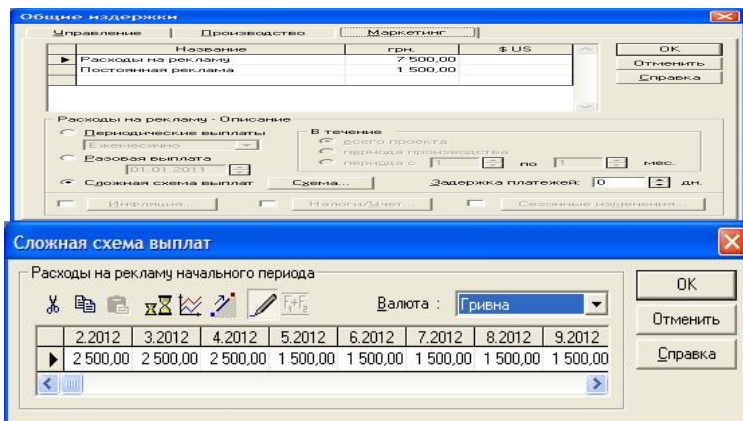 Общие издержки
Управление Производство Маркетинг
Название грн. $ US
Расходы на рекламу 7 500,00
Постоянная реклама 1 500,00
OK
Отменить
Справка
Расходы на рекламу - Описание
Периодические выплаты
Ежемесячно
Разовая выплата
01.01.2011
Сложная схема выплат Схема...
В течение
всего проекта
периода производства
периода с 1 по 1 мес.
Задержка платежей: 0 дн.
Инфляция... Налоги/Учет... Сезонные изменения...
Сложная схема выплат
Расходы на рекламу начального периода
F1+F2 Валюта : Гривна
2.2012 3.2012 4.2012 5.2012 6.2012 7.2012 8.2012 9.2012
2 500,00 2 500,00 2 500,00 1 500,00 1 500,00 1 500,00 1 500,00 1 500,00
OK
Отменить
Справка